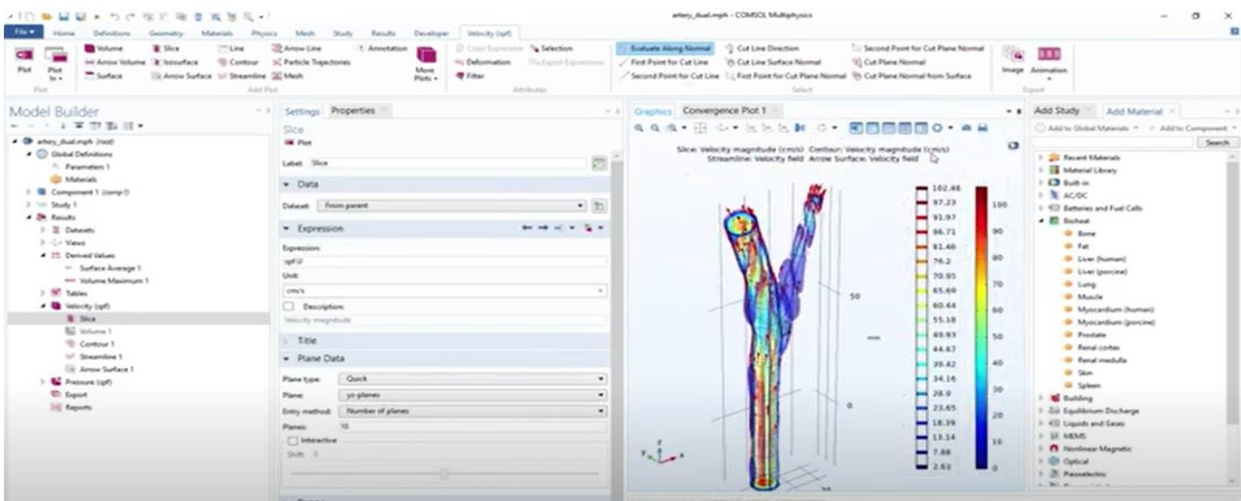 artery_dual.mph - COMSOL Multiphysics
File Home Definitions Geometry Materials Physics Mesh Study Results Developer Velocity (spf)
Plot
Plot In
Volume
Arrow Volume
Surface
Slice
Isosurface
Arrow Surface
Line
Contour
Streamline
Arrow Line
Particle Trajectories
Mesh
Annotation
More Plots
Color Expression
Deformation
Filter
Selection
Export Expressions
Evaluate Along Normal
First Point for Cut Line
Second Point for Cut Line
Cut Line Direction
Cut Line Surface Normal
First Point for Cut Plane Normal
Second Point for Cut Plane Normal
Cut Plane Normal
Cut Plane Normal from Surface
Image
Animation
Plot
Add Plot
Attributes
Select
Export
Model Builder
artery_dual.mph (root)
Global Definitions
Parameters 1
Materials
Component 1 (comp1)
Study 1
Results
Datasets
Views
Derived Values
Surface Average 1
Volume Maximum 1
Tables
Velocity (spf)
Slice
Volume 1
Contour 1
Streamline 1
Arrow Surface 1
Pressure (spf)
Export
Reports
Settings Properties
Slice
Plot
Label: Slice
Data
Dataset: From parent
Expression
Expression:
spf.U
Unit:
cm/s
Description:
Velocity magnitude
Title
Plane Data
Plane type: Quick
Plane: yz-planes
Entry method: Number of planes
Planes: 10
Interactive
Shift: 0
Graphics Convergence Plot 1
Slice: Velocity magnitude (cm/s) Contour: Velocity magnitude (cm/s)
Streamline: Velocity field Arrow Surface: Velocity field
102.48
97.23
91.97
86.71
81.46
76.2
70.95
65.69
60.44
55.18
49.93
44.67
39.42
34.16
28.9
23.65
18.39
13.14
7.88
2.63
100
90
80
70
60
50
40
30
20
10
50
mm
0
z
y x
Add Study Add Material
Add to Global Materials Add to Component
Search
Recent Materials
Material Library
Built-in
AC/DC
Batteries and Fuel Cells
Bioheat
Bone
Fat
Liver (human)
Liver (porcine)
Lung
Muscle
Myocardium (human)
Myocardium (porcine)
Prostate
Renal cortex
Renal medulla
Skin
Spleen
Building
Equilibrium Discharge
Liquids and Gases
MEMS
Nonlinear Magnetic
Optical
Piezoelectric